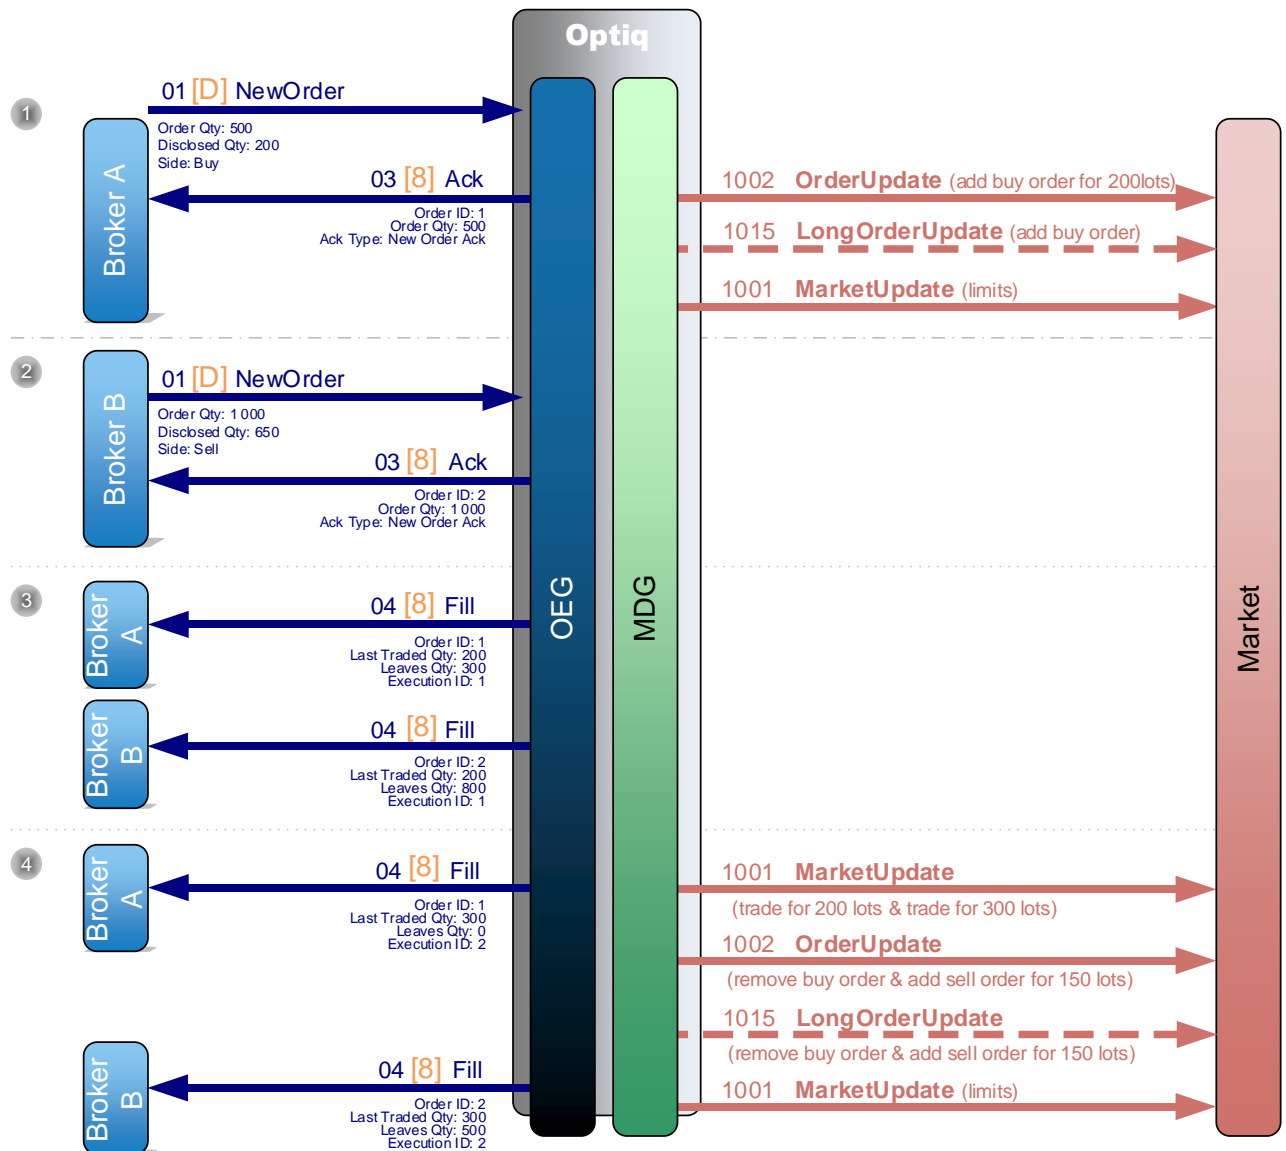 Optiq
1
Broker A
01 [D] NewOrder
Order Qty: 500
Disclosed Qty: 200
Side: Buy
03 [8] Ack
Order ID: 1
Order Qty: 500
Ack Type: New Order Ack
1002 OrderUpdate (add buy order for 200lots)
1015 LongOrderUpdate (add buy order)
1001 MarketUpdate (limits)
2
Broker B
01 [D] NewOrder
Order Qty: 1 000
Disclosed Qty: 650
Side: Sell
03 [8] Ack
Order ID: 2
Order Qty: 1 000
Ack Type: New Order Ack
OEG
MDG
Market
3
Broker
A
04 [8] Fill
Order ID: 1
Last Traded Qty: 200
Leaves Qty: 300
Execution ID: 1
Broker
B
04 [8] Fill
Order ID: 2
Last Traded Qty: 200
Leaves Qty: 800
Execution ID: 1
4
Broker
A
04 [8] Fill
Order ID: 1
Last Traded Qty: 300
Leaves Qty: 0
Execution ID: 2
1001 MarketUpdate
(trade for 200 lots & trade for 300 lots)
1002 OrderUpdate
(remove buy order & add sell order for 150 lots)
1015 LongOrderUpdate
(remove buy order & add sell order for 150 lots)
1001 MarketUpdate (limits)
Broker
B
04 [8] Fill
Order ID: 2
Last Traded Qty: 300
Leaves Qty: 500
Execution ID: 2